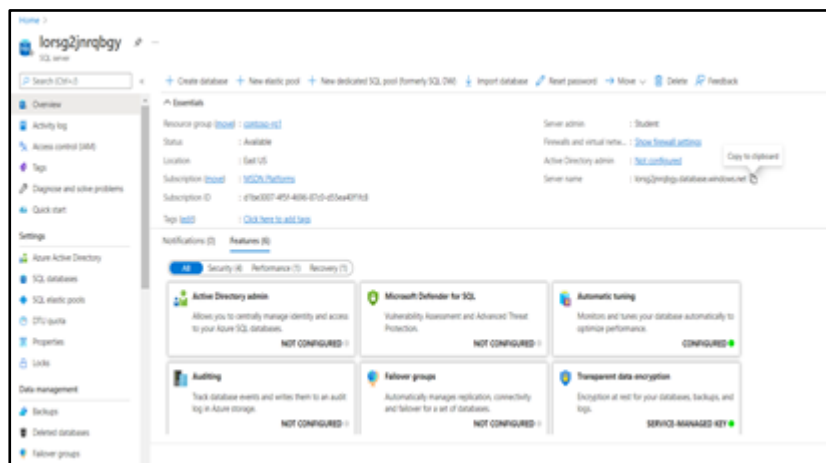 Home >
lorsg2jnrqbgy
SQL server
Search (Ctrl+/)
Overview
Activity log
Access control (IAM)
Tags
Diagnose and solve problems
Quick start
Settings
Azure Active Directory
SQL databases
SQL elastic pools
DTU quota
Properties
Locks
Data management
Backups
Deleted databases
Failover groups
Create database New elastic pool New dedicated SQL pool (formerly SQL DW) Import database Reset password Move Delete Feedback
Essentials
Resource group (move) : contoso-rg1
Status : Available
Location : East US
Subscription (move) : MSDN Platforms
Subscription ID :
Tags (edit) : Click here to add tags
Server admin : Student
Firewalls and virtual netw... : Show firewall settings
Active Directory admin : Not configured
Server name : lorsg2jnrqbgy.database.windows.net
Copy to clipboard
Notifications (0) Features (6)
All Security (4) Performance (1) Recovery (1)
Active Directory admin
Allows you to centrally manage identity and access
to your Azure SQL databases.
NOT CONFIGURED
Microsoft Defender for SQL
Vulnerability Assessment and Advanced Threat
Protection.
NOT CONFIGURED
Automatic tuning
Monitors and tunes your database automatically to
optimize performance.
CONFIGURED
Auditing
Track database events and writes them to an audit
log in Azure storage.
NOT CONFIGURED
Failover groups
Automatically manages replication, connectivity
and failover for a set of databases.
NOT CONFIGURED
Transparent data encryption
Encryption at rest for your databases, backups, and
logs.
SERVICE-MANAGED KEY